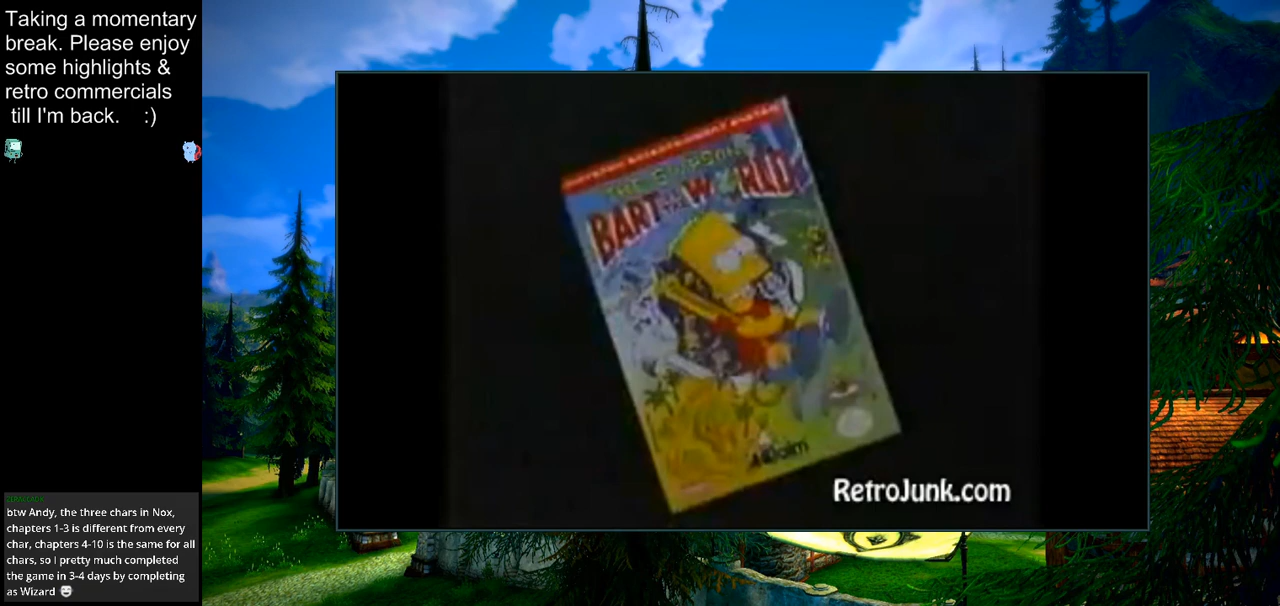 Taking a momentary
break. Please enjoy
some highlights &
retro commercials
till I'm back. :)
THE SIMPSONS
BART VS. THE WORLD
Acclaim
RetroJunk.com
btw Andy, the three chars in Nox,
chapters 1-3 is different from every
char, chapters 4-10 is the same for all
chars, so I pretty much completed
the game in 3-4 days by completing
as Wizard